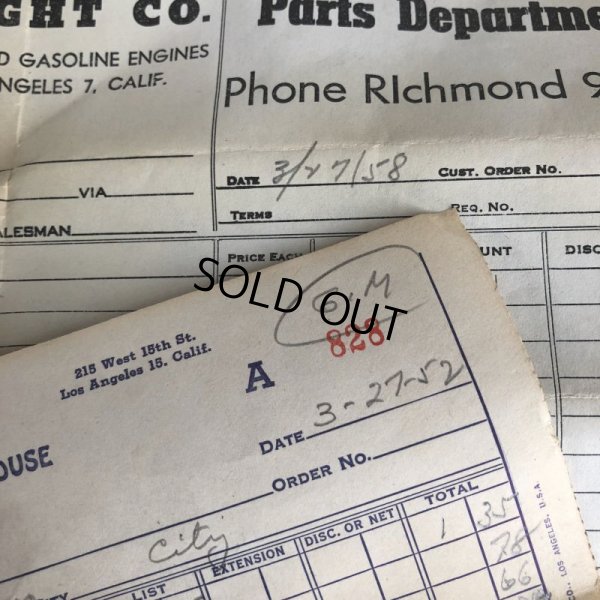 GHT CO.
Parts Departme
D GASOLINE ENGINES
NGELES 7, CALIF.
Phone RIchmond 9
VIA
ALESMAN
DATE 3/27/58
CUST. ORDER No.
TERMS
REQ. No.
PRICE EACH
UNT
DISC
SOLD OUT
215 West 15th St.
Los Angeles 15, Calif.
A
828
DATE 3-27-52
OUSE
ORDER No.
City
LIST
EXTENSION
DISC. OR NET
TOTAL
1 35
78
66
CO., LOS ANGELES, U.S.A